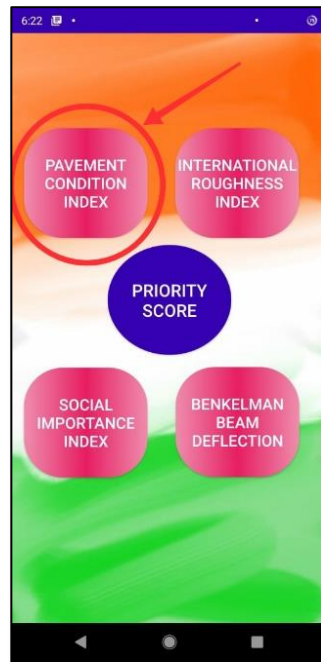 6:22
PAVEMENT
CONDITION
INDEX
INTERNATIONAL
ROUGHNESS
INDEX
PRIORITY
SCORE
SOCIAL
IMPORTANCE
INDEX
BENKELMAN
BEAM
DEFLECTION